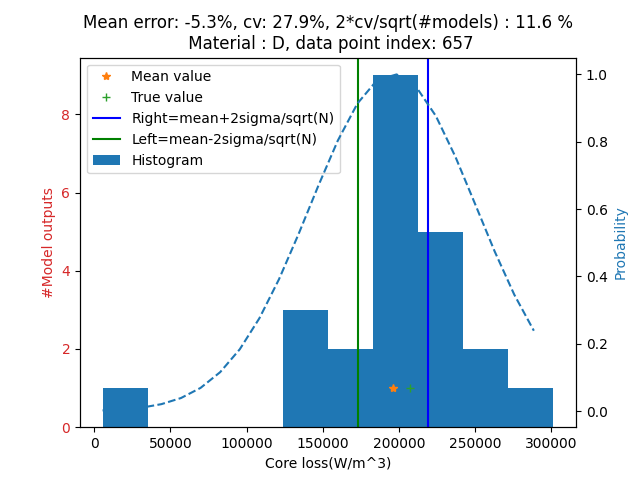 Mean error: -5.3%, cv: 27.9%, 2*cv/sqrt(#models) : 11.6 %
Material : D, data point index: 657
Mean value
True value
Right=mean+2sigma/sqrt(N)
Left=mean-2sigma/sqrt(N)
Histogram
#Model outputs
8
6
4
2
0
1.0
0.8
0.6
0.4
0.2
0.0
Probability
0 50000 100000 150000 200000 250000 300000
Core loss(W/m^3)